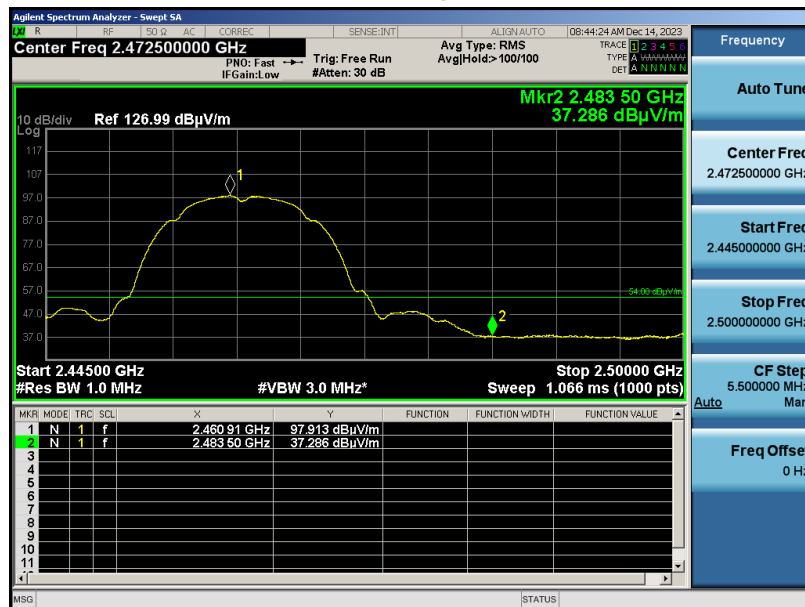 Agilent Spectrum Analyzer - Swept SA
LXI R RF 50 Ω AC CORREC SENSE:INT ALIGN AUTO 08:44:24 AM Dec 14, 2023
Center Freq 2.472500000 GHz
PNO: Fast
IFGain:Low
Trig: Free Run
#Atten: 30 dB
Avg Type: RMS
Avg|Hold:>100/100
TRACE 1 2 3 4 5 6
TYPE A WWWWWW
DET A N N N N N
Mkr2 2.483 50 GHz
37.286 dBµV/m
10 dB/div Ref 126.99 dBµV/m
Log
117
107
97.0
87.0
77.0
67.0
57.0
47.0
37.0
1
2
54.00 dBµV/m
Start 2.44500 GHz Stop 2.50000 GHz
#Res BW 1.0 MHz #VBW 3.0 MHz* Sweep 1.066 ms (1000 pts)
MKR MODE TRC SCL X Y FUNCTION FUNCTION WIDTH FUNCTION VALUE
1 N 1 f 2.460 91 GHz 97.913 dBµV/m
2 N 1 f 2.483 50 GHz 37.286 dBµV/m
3
4
5
6
7
8
9
10
11
MSG STATUS
Frequency
Auto Tune
Center Freq
2.472500000 GHz
Start Freq
2.445000000 GHz
Stop Freq
2.500000000 GHz
CF Step
5.500000 MHz
Auto Man
Freq Offset
0 Hz